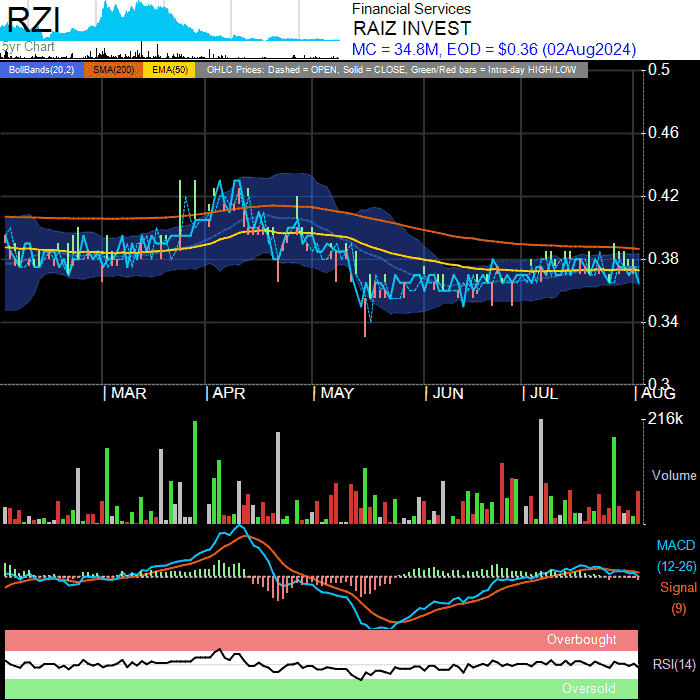 RZI
5yr Chart
Financial Services
RAIZ INVEST
MC = 34.8M, EOD = $0.36 (02Aug2024)
BollBands(20,2) SMA(200) EMA(50) OHLC Prices: Dashed = OPEN, Solid = CLOSE, Green/Red bars = Intra-day HIGH/LOW
0.5
0.46
0.42
0.38
0.34
0.3
MAR APR MAY JUN JUL AUG
216k
Volume
MACD
(12-26)
Signal
(9)
Overbought
RSI(14)
Oversold